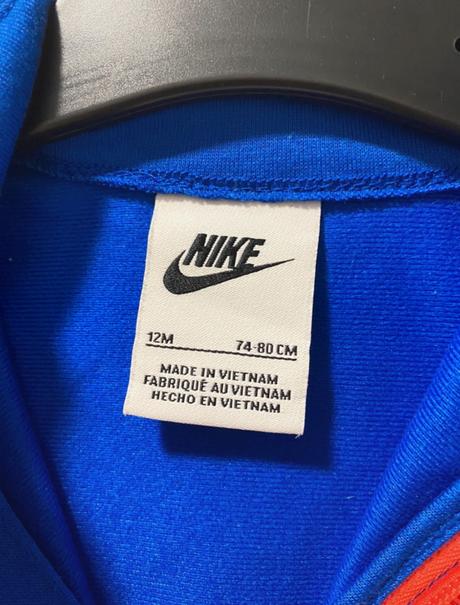 NIKE
12M 74-80 CM
MADE IN VIETNAM
FABRIQUÉ AU VIETNAM
HECHO EN VIETNAM